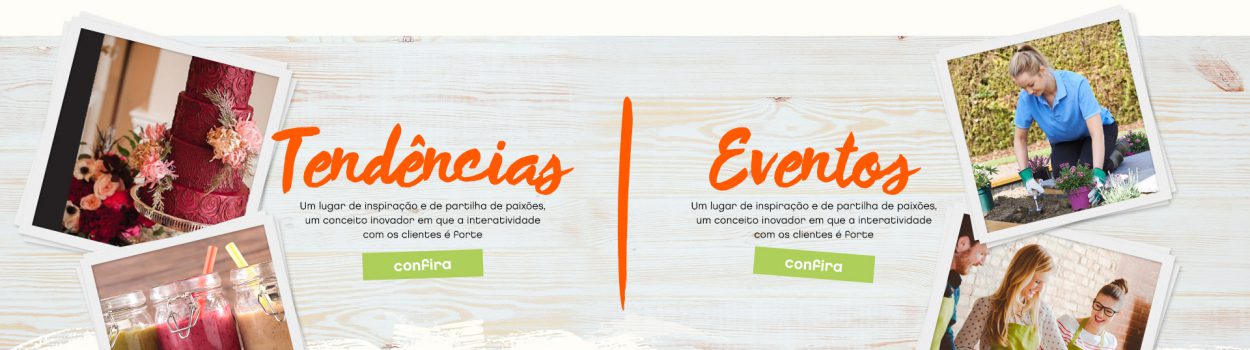 Tendências
Um lugar de inspiração e de partilha de paixões,
um conceito inovador em que a interatividade
com os clientes é forte
confira
Eventos
Um lugar de inspiração e de partilha de paixões,
um conceito inovador em que a interatividade
com os clientes é forte
confira